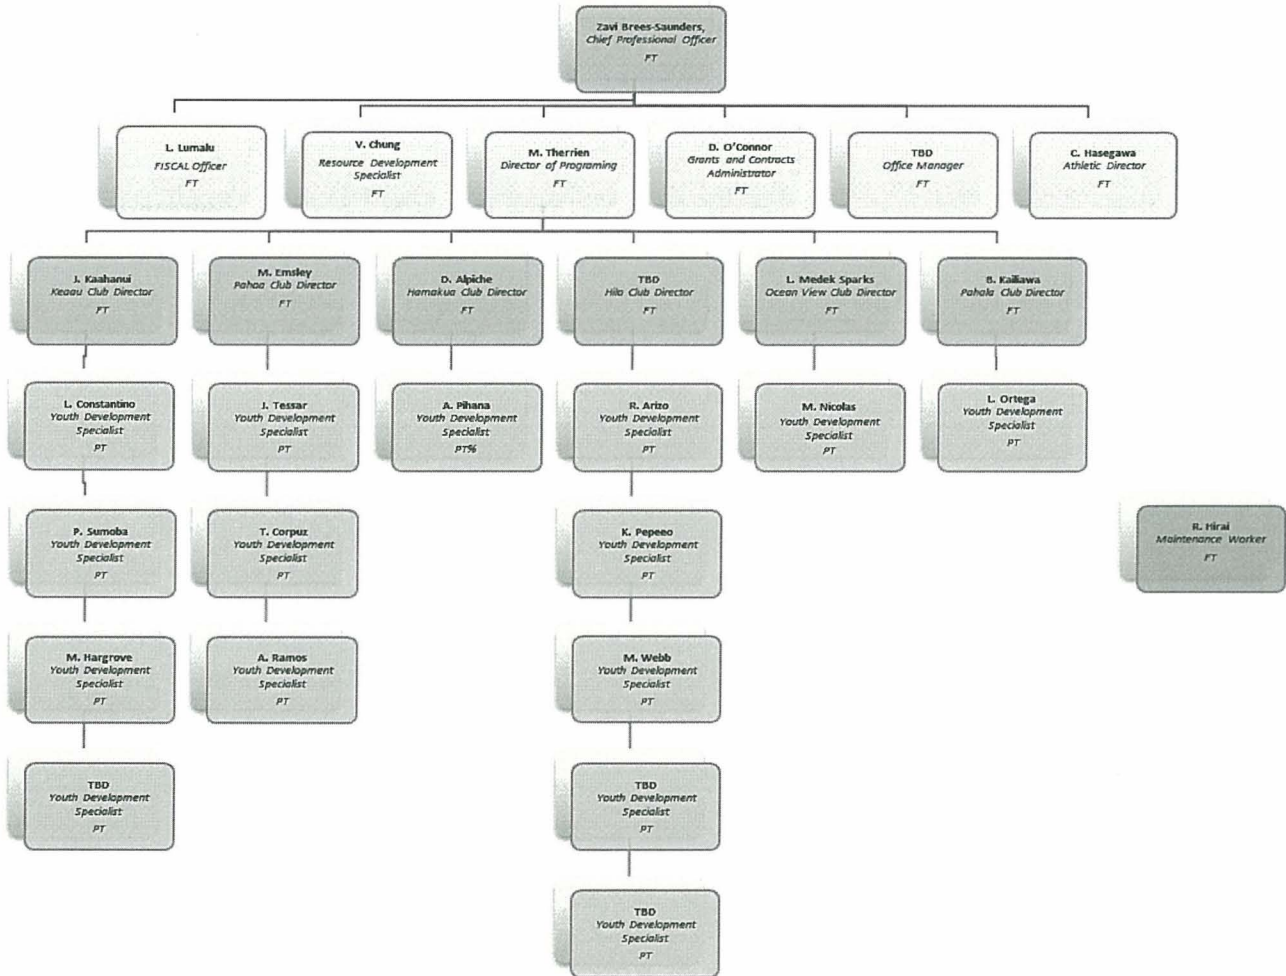 Zavi Brees-Saunders,
Chief Professional Officer
FT
L. Lumalu
FISCAL Officer
FT
V. Chung
Resource Development
Specialist
FT
M. Therrien
Director of Programing
FT
D. O'Connor
Grants and Contracts
Administrator
FT
TBD
Office Manager
FT
C. Hasegawa
Athletic Director
FT
J. Kaahanui
Keaau Club Director
FT
M. Emsley
Pahoa Club Director
FT
D. Alpiche
Hamakua Club Director
FT
TBD
Hilo Club Director
FT
L. Medek Sparks
Ocean View Club Director
FT
B. Kailiawa
Pahala Club Director
FT
L. Constantino
Youth Development
Specialist
PT
J. Tessar
Youth Development
Specialist
PT
A. Pihana
Youth Development
Specialist
PT%
R. Arizo
Youth Development
Specialist
PT
M. Nicolas
Youth Development
Specialist
PT
L. Ortega
Youth Development
Specialist
PT
P. Sumoba
Youth Development
Specialist
PT
T. Corpuz
Youth Development
Specialist
PT
K. Pepeeo
Youth Development
Specialist
PT
R. Hirai
Maintenance Worker
FT
M. Hargrove
Youth Development
Specialist
PT
A. Ramos
Youth Development
Specialist
PT
M. Webb
Youth Development
Specialist
PT
TBD
Youth Development
Specialist
PT
TBD
Youth Development
Specialist
PT
TBD
Youth Development
Specialist
PT